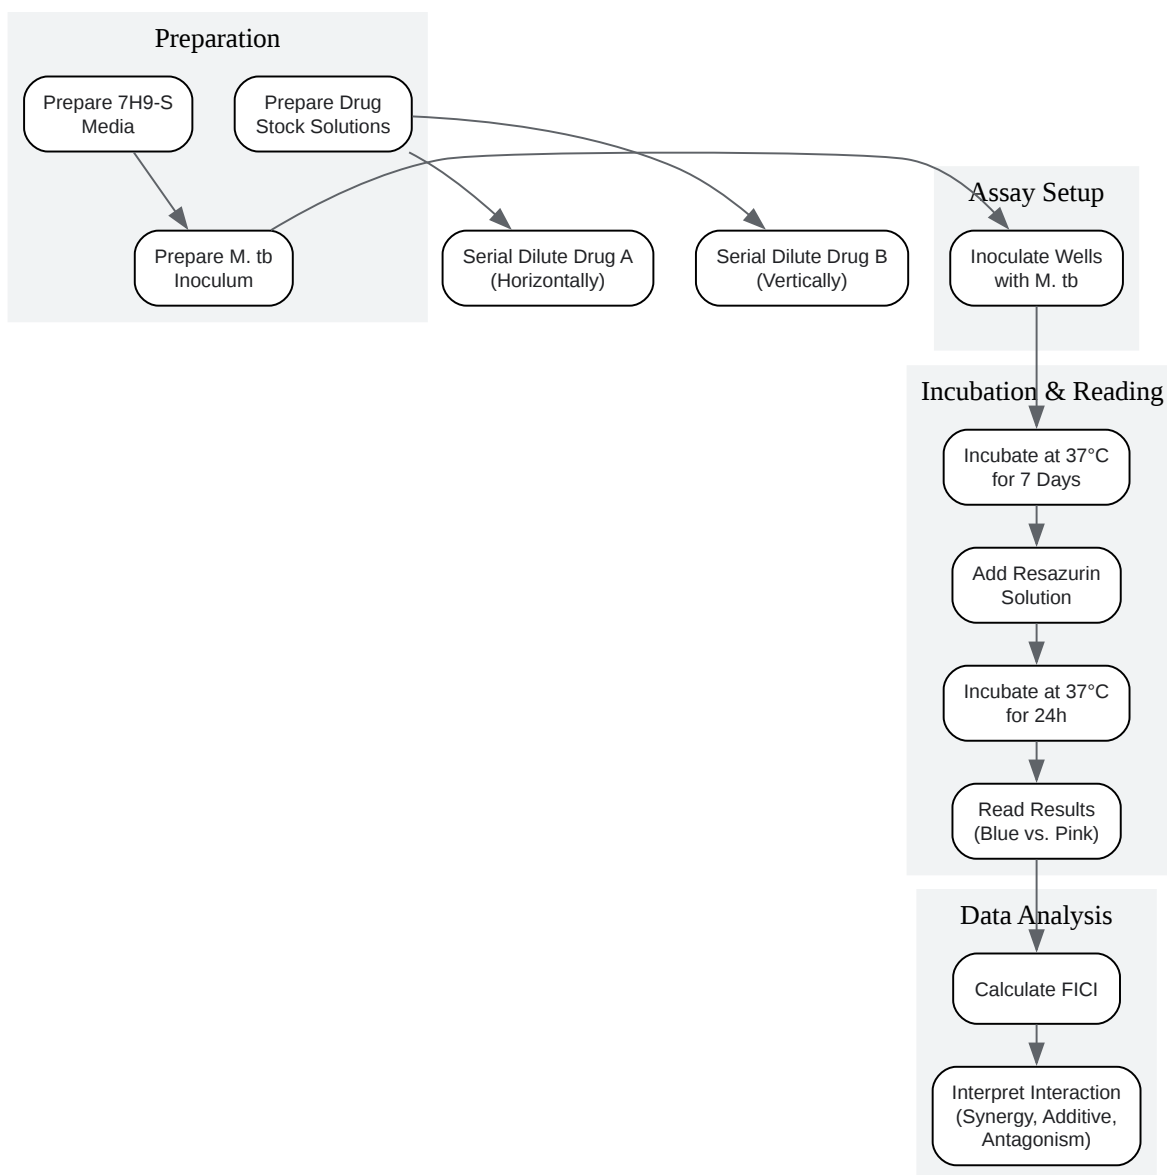 Preparation
Prepare 7H9-S
Media
Prepare Drug
Stock Solutions
Prepare M. tb
Inoculum
Serial Dilute Drug A
(Horizontally)
Serial Dilute Drug B
(Vertically)
Assay Setup
Inoculate Wells
with M. tb
Incubation & Reading
Incubate at 37°C
for 7 Days
Add Resazurin
Solution
Incubate at 37°C
for 24h
Read Results
(Blue vs. Pink)
Data Analysis
Calculate FICI
Interpret Interaction
(Synergy, Additive,
Antagonism)